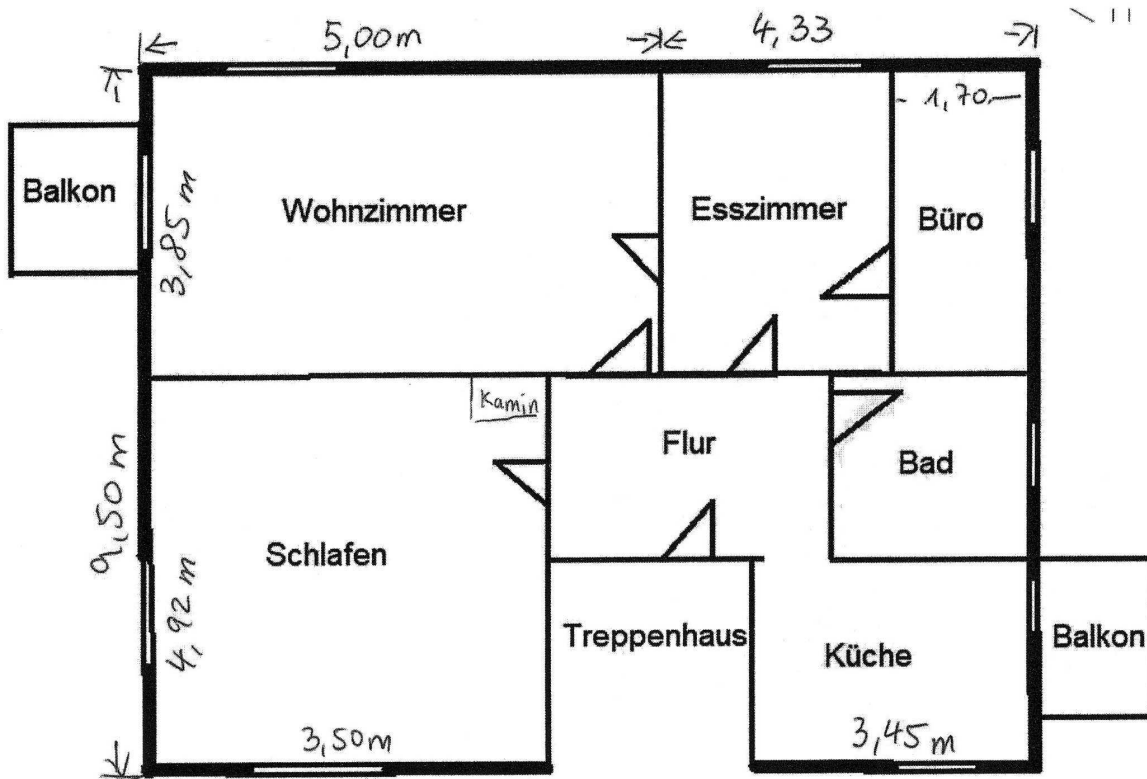 5,00m
4,33
1,70
Balkon
Wohnzimmer
Esszimmer
Büro
3,85 m
Kamin
Flur
Bad
9,50 m
Schlafen
4,92 m
Treppenhaus
Küche
Balkon
3,50m
3,45m